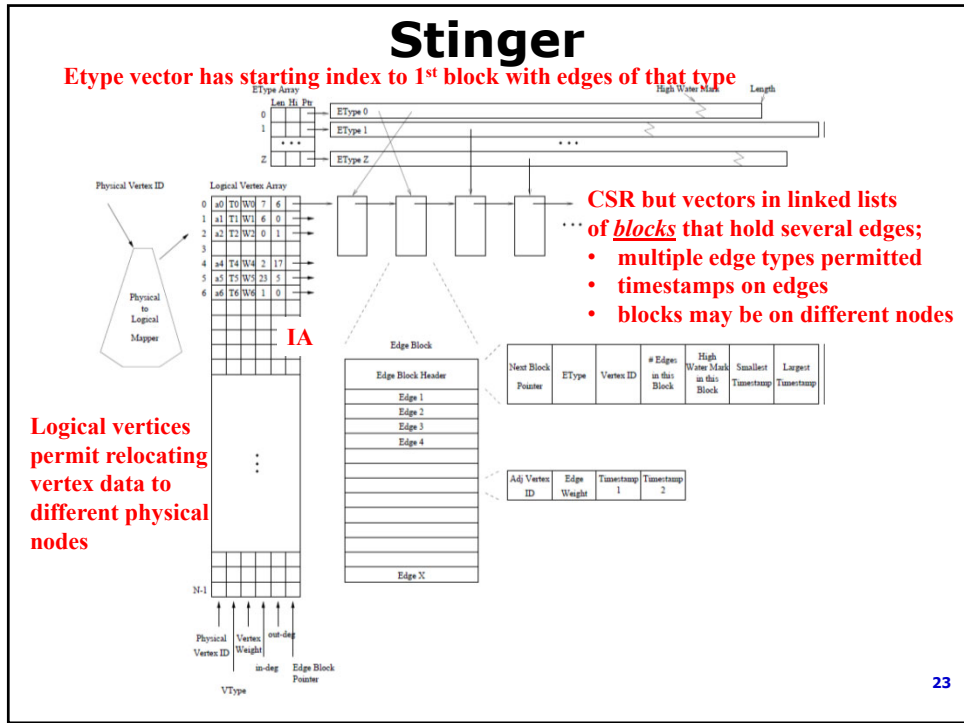 Stinger
Etype vector has starting index to 1st block with edges of that type
EType Array
Len Hi Ptr
High Water Mark
Length
0
EType 0
1
EType 1
• • •
• • •
Z
EType Z
Physical Vertex ID
Logical Vertex Array
0 a0 T0 W0 7 6
1 a1 T1 W1 6 0
2 a2 T2 W2 0 1
3
4 a4 T4 W4 2 17
5 a5 T5 W5 23 5
6 a6 T6 W6 1 0
• • •
CSR but vectors in linked lists
of blocks that hold several edges;
• multiple edge types permitted
• timestamps on edges
• blocks may be on different nodes
Physical
to
Logical
Mapper
IA
Edge Block
Edge Block Header
Edge 1
Edge 2
Edge 3
Edge 4
Edge X
Next Block
Pointer
EType
Vertex ID
# Edges
in this
Block
High
Water Mark
in this
Block
Smallest
Timestamp
Largest
Timestamp
Adj Vertex
ID
Edge
Weight
Timestamp
1
Timestamp
2
Logical vertices
permit relocating
vertex data to
different physical
nodes
N-1
Physical
Vertex ID
VType
Vertex
Weight
in-deg
out-deg
Edge Block
Pointer
23